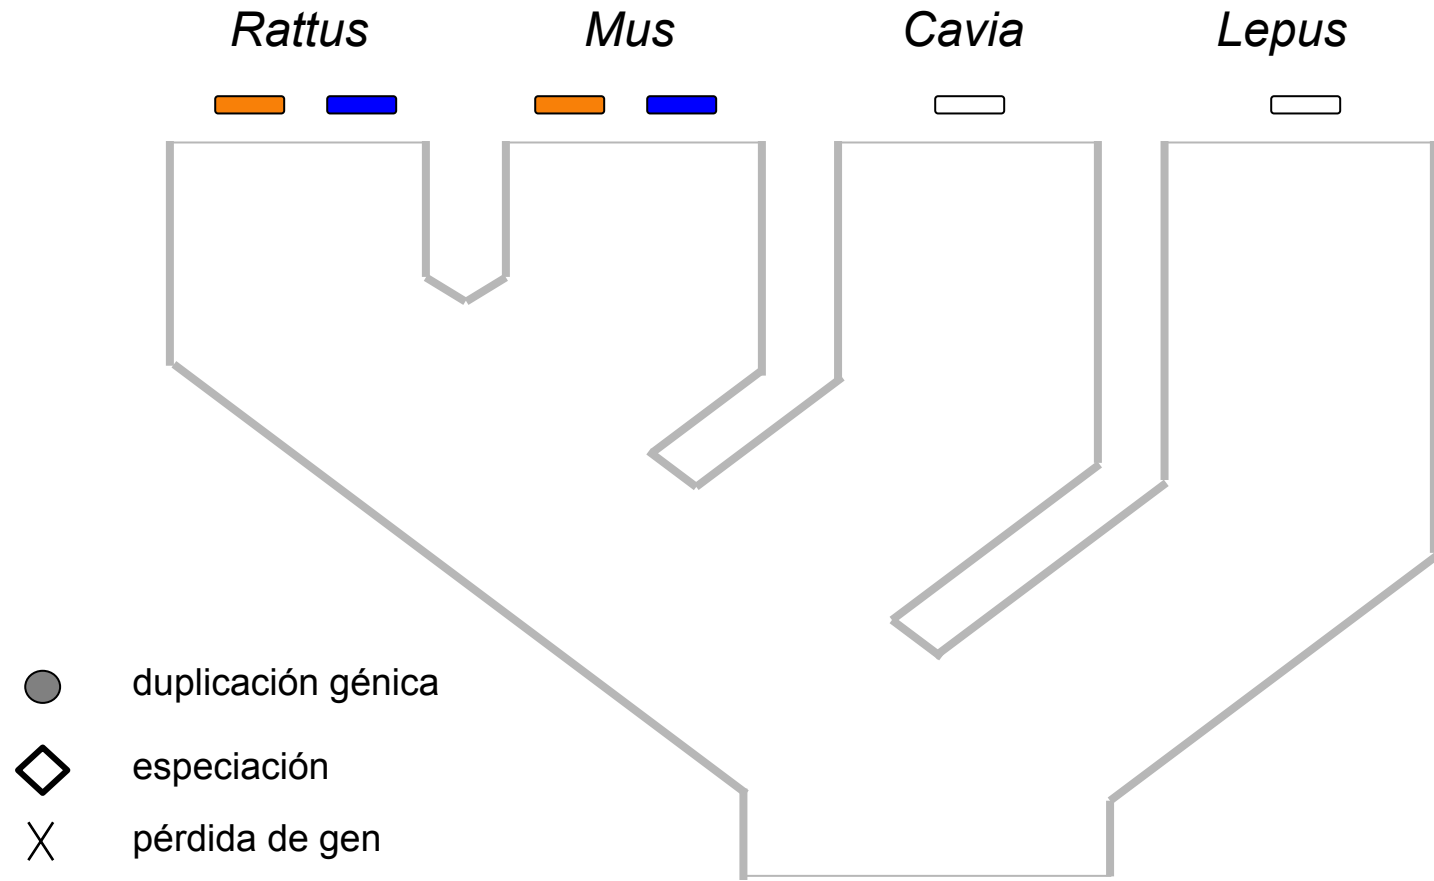 Rattus Mus Cavia Lepus
duplicación génica
especiación
pérdida de gen